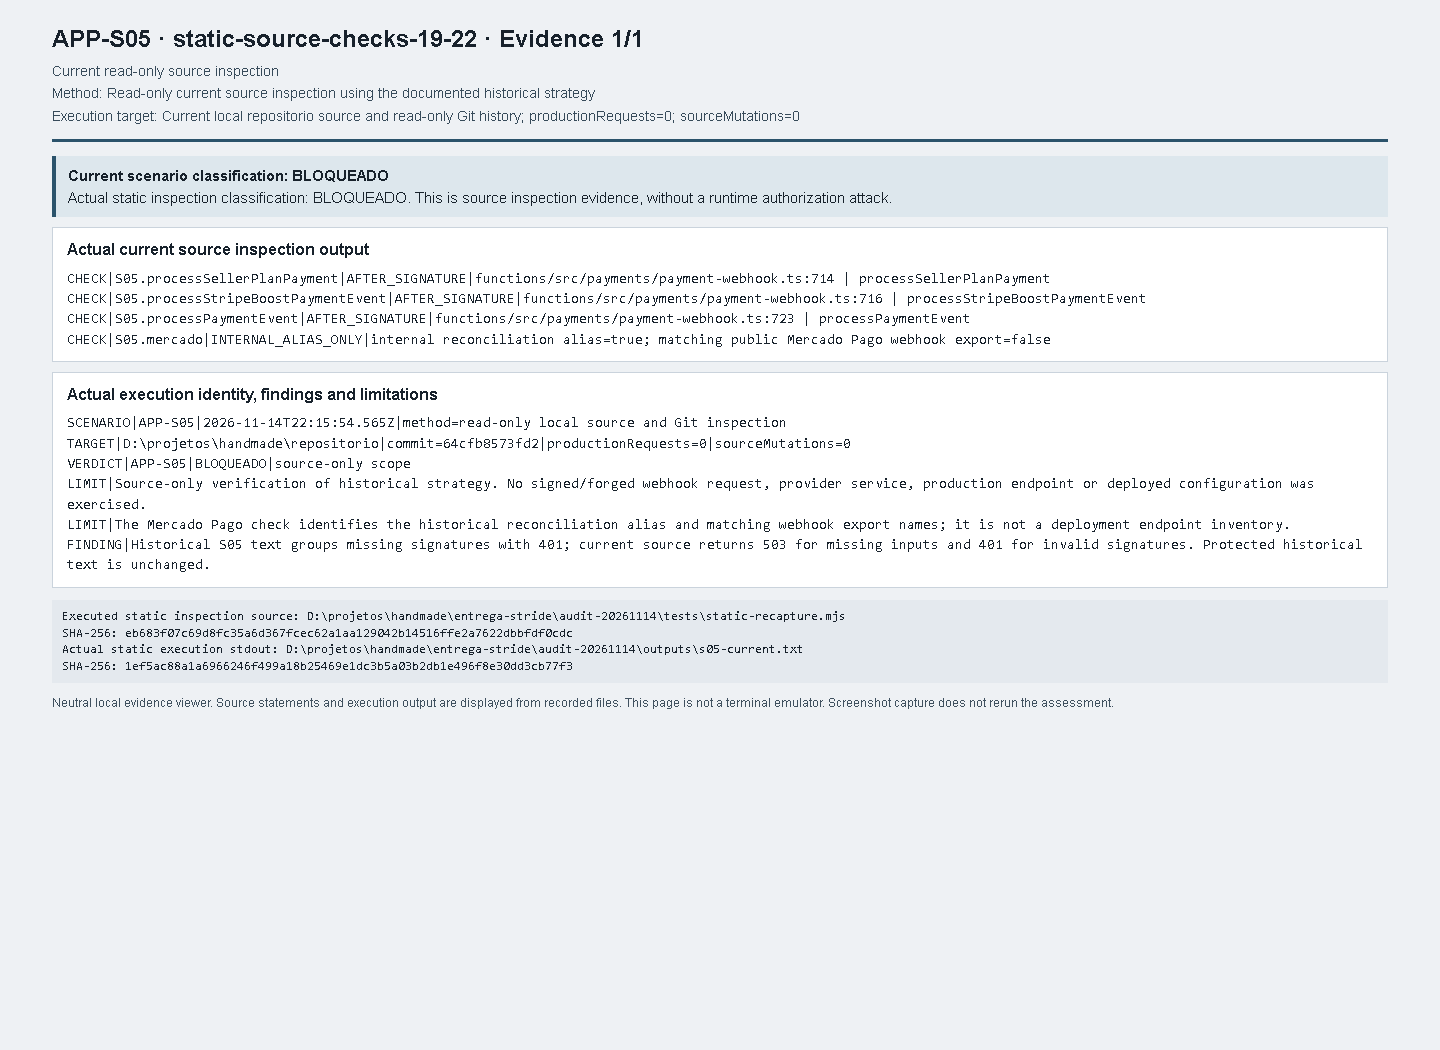 APP-S05 · static-source-checks-19-22 · Evidence 1/1
Current read-only source inspection
Method: Read-only current source inspection using the documented historical strategy
Execution target: Current local repositorio source and read-only Git history; productionRequests=0; sourceMutations=0
Current scenario classification: BLOQUEADO
Actual static inspection classification: BLOQUEADO. This is source inspection evidence, without a runtime authorization attack.
Actual current source inspection output
CHECK|S05.processSellerPlanPayment|AFTER_SIGNATURE|functions/src/payments/payment-webhook.ts:714 | processSellerPlanPayment
CHECK|S05.processStripeBoostPaymentEvent|AFTER_SIGNATURE|functions/src/payments/payment-webhook.ts:716 | processStripeBoostPaymentEvent
CHECK|S05.processPaymentEvent|AFTER_SIGNATURE|functions/src/payments/payment-webhook.ts:723 | processPaymentEvent
CHECK|S05.mercado|INTERNAL_ALIAS_ONLY|internal reconciliation alias=true; matching public Mercado Pago webhook export=false
Actual execution identity, findings and limitations
SCENARIO|APP-S05|2026-11-14T22:15:54.565Z|method=read-only local source and Git inspection
TARGET|D:\projetos\handmade\repositorio|commit=64cfb8573fd2|productionRequests=0|sourceMutations=0
VERDICT|APP-S05|BLOQUEADO|source-only scope
LIMIT|Source-only verification of historical strategy. No signed/forged webhook request, provider service, production endpoint or deployed configuration was
exercised.
LIMIT|The Mercado Pago check identifies the historical reconciliation alias and matching webhook export names; it is not a deployment endpoint inventory.
FINDING|Historical S05 text groups missing signatures with 401; current source returns 503 for missing inputs and 401 for invalid signatures. Protected historical
text is unchanged.
Executed static inspection source: D:\projetos\handmade\entrega-stride\audit-20261114\tests\static-recapture.mjs
SHA-256: eb683f07c69d8fc35a6d367fcec62a1aa129042b14516ffe2a7622dbbfdf0cdc
Actual static execution stdout: D:\projetos\handmade\entrega-stride\audit-20261114\outputs\s05-current.txt
SHA-256: 1ef5ac88a1a6966246f499a18b25469e1dc3b5a03b2db1e496f8e30dd3cb77f3
Neutral local evidence viewer. Source statements and execution output are displayed from recorded files. This page is not a terminal emulator. Screenshot capture does not rerun the assessment.